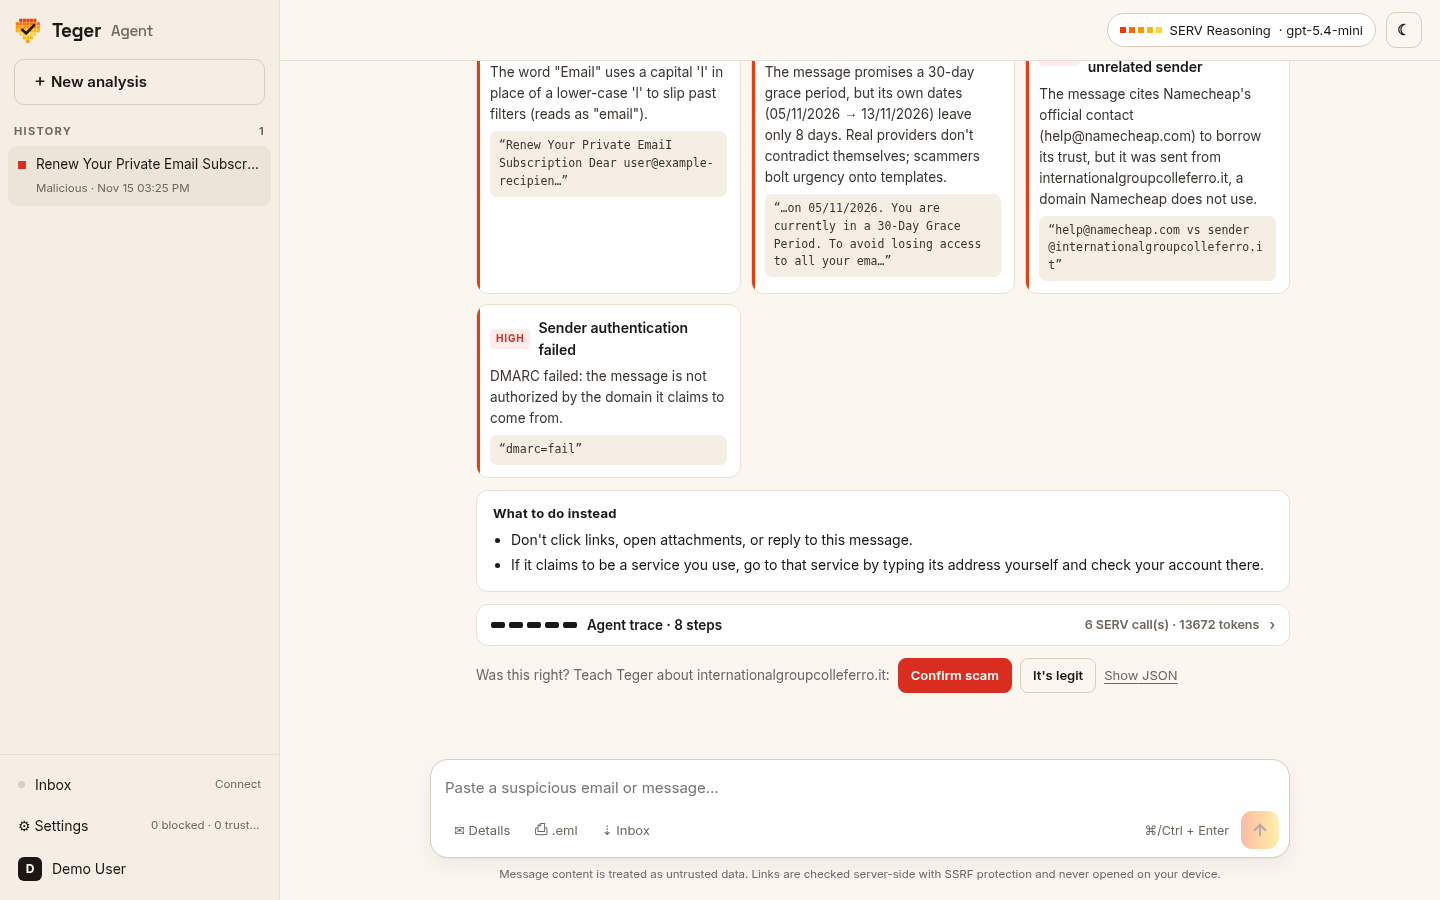 Teger Agent
+ New analysis
HISTORY 1
Renew Your Private Email Subscr...
Malicious · Nov 15 03:25 PM
Inbox Connect
⚙ Settings 0 blocked · 0 trust...
D Demo User
SERV Reasoning · gpt-5.4-mini
The word "Email" uses a capital 'I' in
place of a lower-case 'l' to slip past
filters (reads as "email").
“Renew Your Private EmaiI
Subscription Dear user@example-
recipien…”
The message promises a 30-day
grace period, but its own dates
(05/11/2026 → 13/11/2026) leave
only 8 days. Real providers don't
contradict themselves; scammers
bolt urgency onto templates.
“…on 05/11/2026. You are
currently in a 30-Day Grace
Period. To avoid losing access
to all your ema…”
unrelated sender
The message cites Namecheap's
official contact
(help@namecheap.com) to borrow
its trust, but it was sent from
internationalgroupcolleferro.it, a
domain Namecheap does not use.
“help@namecheap.com vs sender
@internationalgroupcolleferro.i
t”
HIGH Sender authentication
failed
DMARC failed: the message is not
authorized by the domain it claims to
come from.
“dmarc=fail”
What to do instead
• Don't click links, open attachments, or reply to this message.
• If it claims to be a service you use, go to that service by typing its address yourself and check your account there.
Agent trace · 8 steps 6 SERV call(s) · 13672 tokens ›
Was this right? Teach Teger about internationalgroupcolleferro.it: Confirm scam It's legit Show JSON
Paste a suspicious email or message...
✉ Details ⎙ .eml ⇣ Inbox ⌘/Ctrl + Enter
Message content is treated as untrusted data. Links are checked server-side with SSRF protection and never opened on your device.